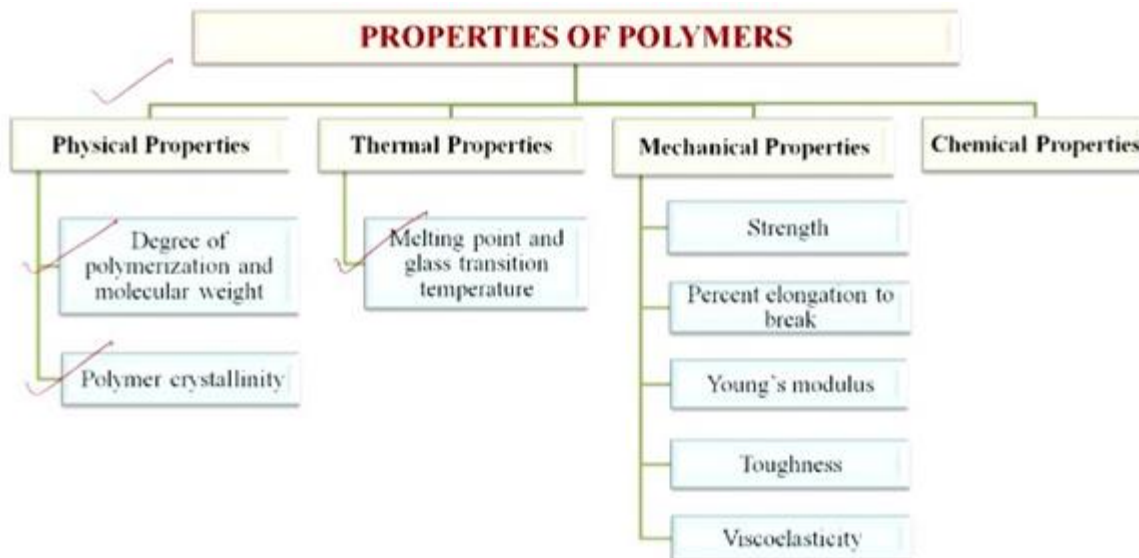 PROPERTIES OF POLYMERS
Physical Properties
Thermal Properties
Mechanical Properties
Chemical Properties
Degree of
polymerization and
molecular weight
Polymer crystallinity
Melting point and
glass transition
temperature
Strength
Percent elongation to
break
Young`s modulus
Toughness
Viscoelasticity